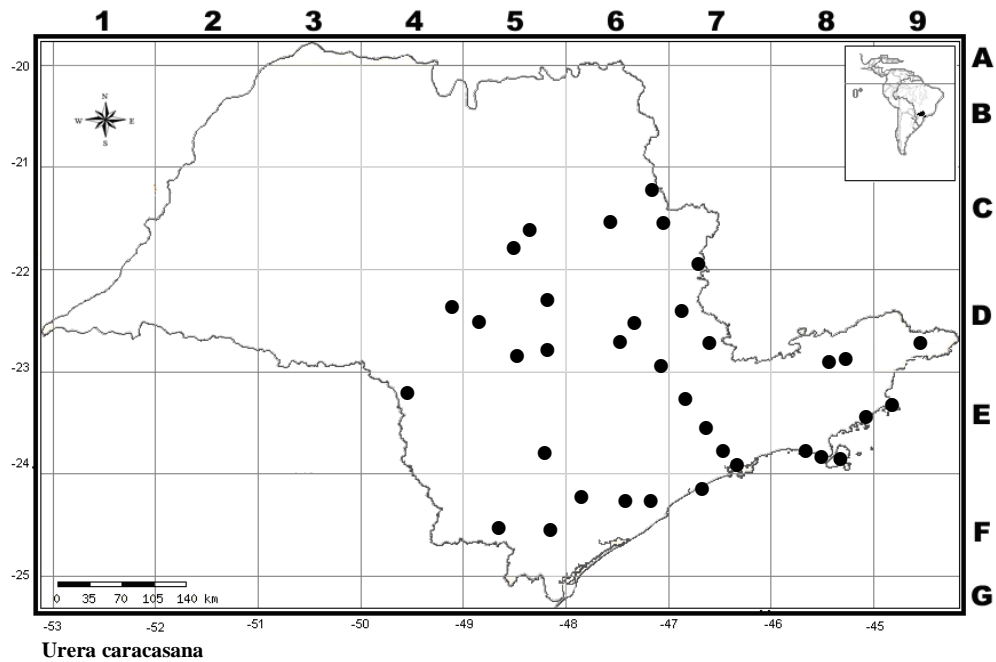 1 2 3 4 5 6 7 8 9
A
-20
0°
B
N
W E
S
-21
C
-22
D
-23
E
-24
F
-25
G
0 35 70 105 140 km
-53 -52 -51 -50 -49 -48 -47 -46 -45
Urera caracasana